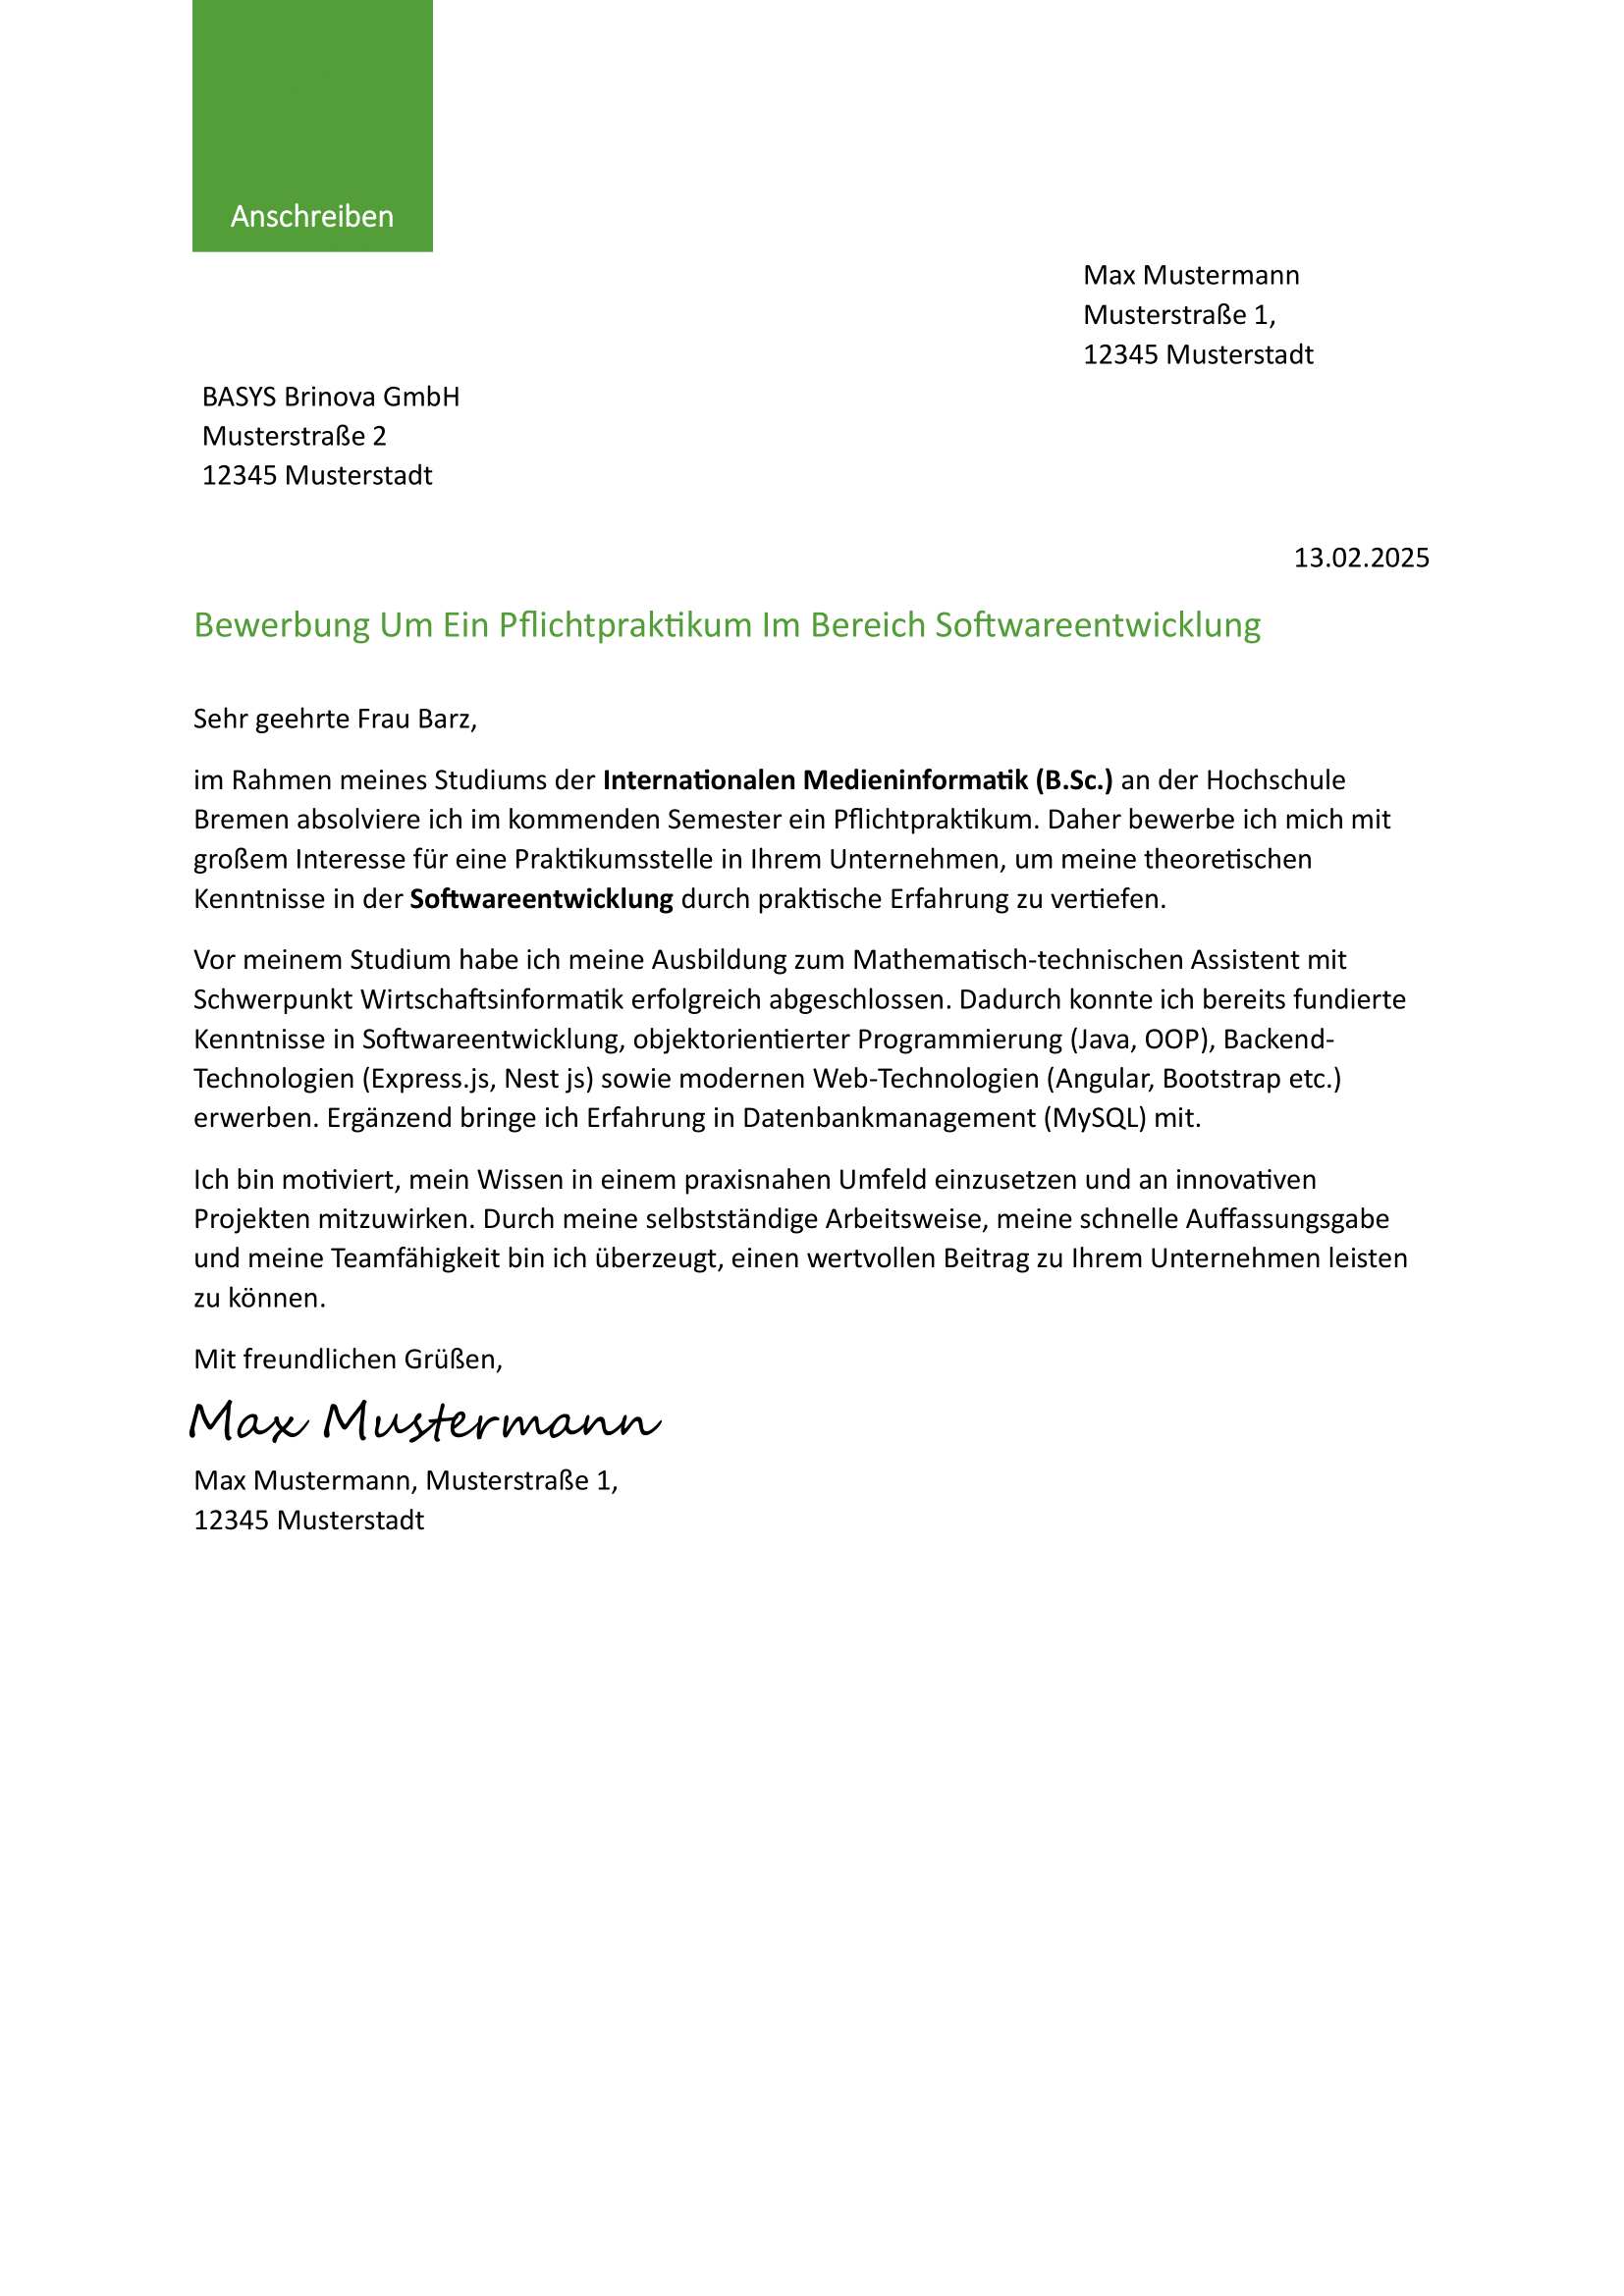 Anschreiben
Max Mustermann
Musterstraße 1,
12345 Musterstadt
BASYS Brinova GmbH
Musterstraße 2
12345 Musterstadt
13.02.2025
Bewerbung Um Ein Pflichtpraktikum Im Bereich Softwareentwicklung
Sehr geehrte Frau Barz,
im Rahmen meines Studiums der Internationalen Medieninformatik (B.Sc.) an der Hochschule
Bremen absolviere ich im kommenden Semester ein Pflichtpraktikum. Daher bewerbe ich mich mit
großem Interesse für eine Praktikumsstelle in Ihrem Unternehmen, um meine theoretischen
Kenntnisse in der Softwareentwicklung durch praktische Erfahrung zu vertiefen.
Vor meinem Studium habe ich meine Ausbildung zum Mathematisch-technischen Assistent mit
Schwerpunkt Wirtschaftsinformatik erfolgreich abgeschlossen. Dadurch konnte ich bereits fundierte
Kenntnisse in Softwareentwicklung, objektorientierter Programmierung (Java, OOP), Backend-
Technologien (Express.js, Nest js) sowie modernen Web-Technologien (Angular, Bootstrap etc.)
erwerben. Ergänzend bringe ich Erfahrung in Datenbankmanagement (MySQL) mit.
Ich bin motiviert, mein Wissen in einem praxisnahen Umfeld einzusetzen und an innovativen
Projekten mitzuwirken. Durch meine selbstständige Arbeitsweise, meine schnelle Auffassungsgabe
und meine Teamfähigkeit bin ich überzeugt, einen wertvollen Beitrag zu Ihrem Unternehmen leisten
zu können.
Mit freundlichen Grüßen,
Max Mustermann
Max Mustermann, Musterstraße 1,
12345 Musterstadt